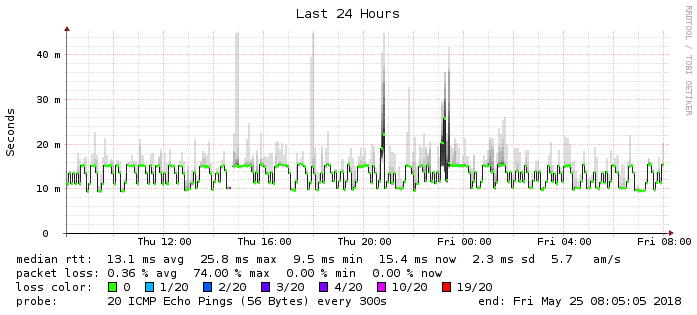 Last 24 Hours
RRDTOOL / TOBI OETIKER
Seconds
40 m
30 m
20 m
10 m
0
Thu 12:00 Thu 16:00 Thu 20:00 Fri 00:00 Fri 04:00 Fri 08:00
median rtt: 13.1 ms avg 25.8 ms max 9.5 ms min 15.4 ms now 2.3 ms sd 5.7 am/s
packet loss: 0.36 % avg 74.00 % max 0.00 % min 0.00 % now
loss color: 0 1/20 2/20 3/20 4/20 10/20 19/20
probe: 20 ICMP Echo Pings (56 Bytes) every 300s end: Fri May 25 08:05:05 2018